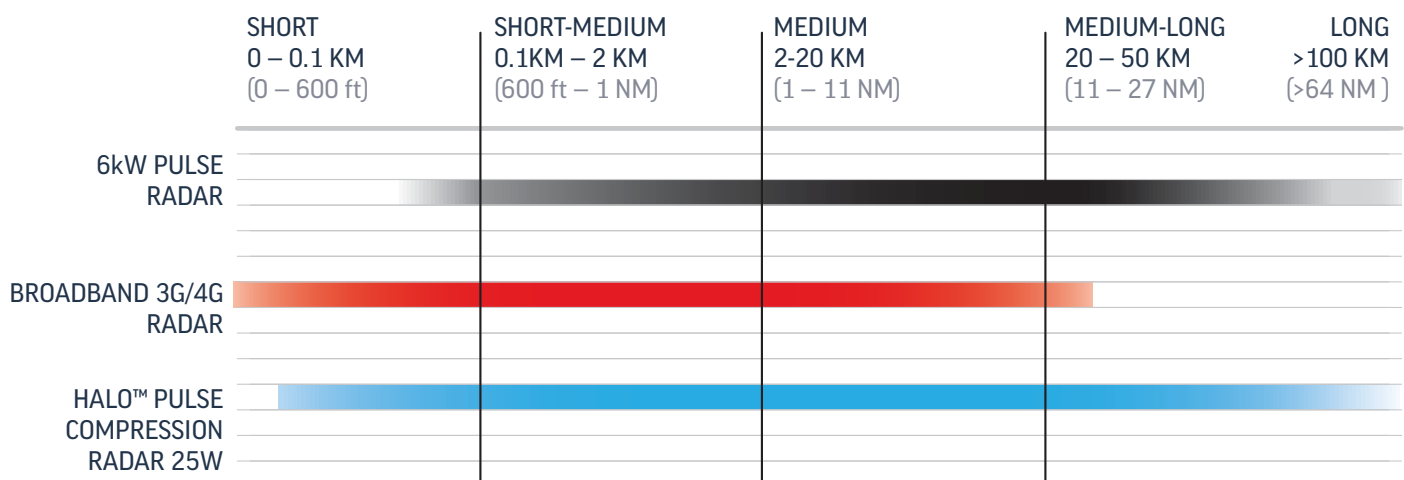 SHORT
0 – 0.1 KM
(0 – 600 ft)
SHORT-MEDIUM
0.1KM – 2 KM
(600 ft – 1 NM)
MEDIUM
2-20 KM
(1 – 11 NM)
MEDIUM-LONG
20 – 50 KM
(11 – 27 NM)
LONG
>100 KM
(>64 NM )
6kW PULSE
RADAR
BROADBAND 3G/4G
RADAR
HALO™ PULSE
COMPRESSION
RADAR 25W